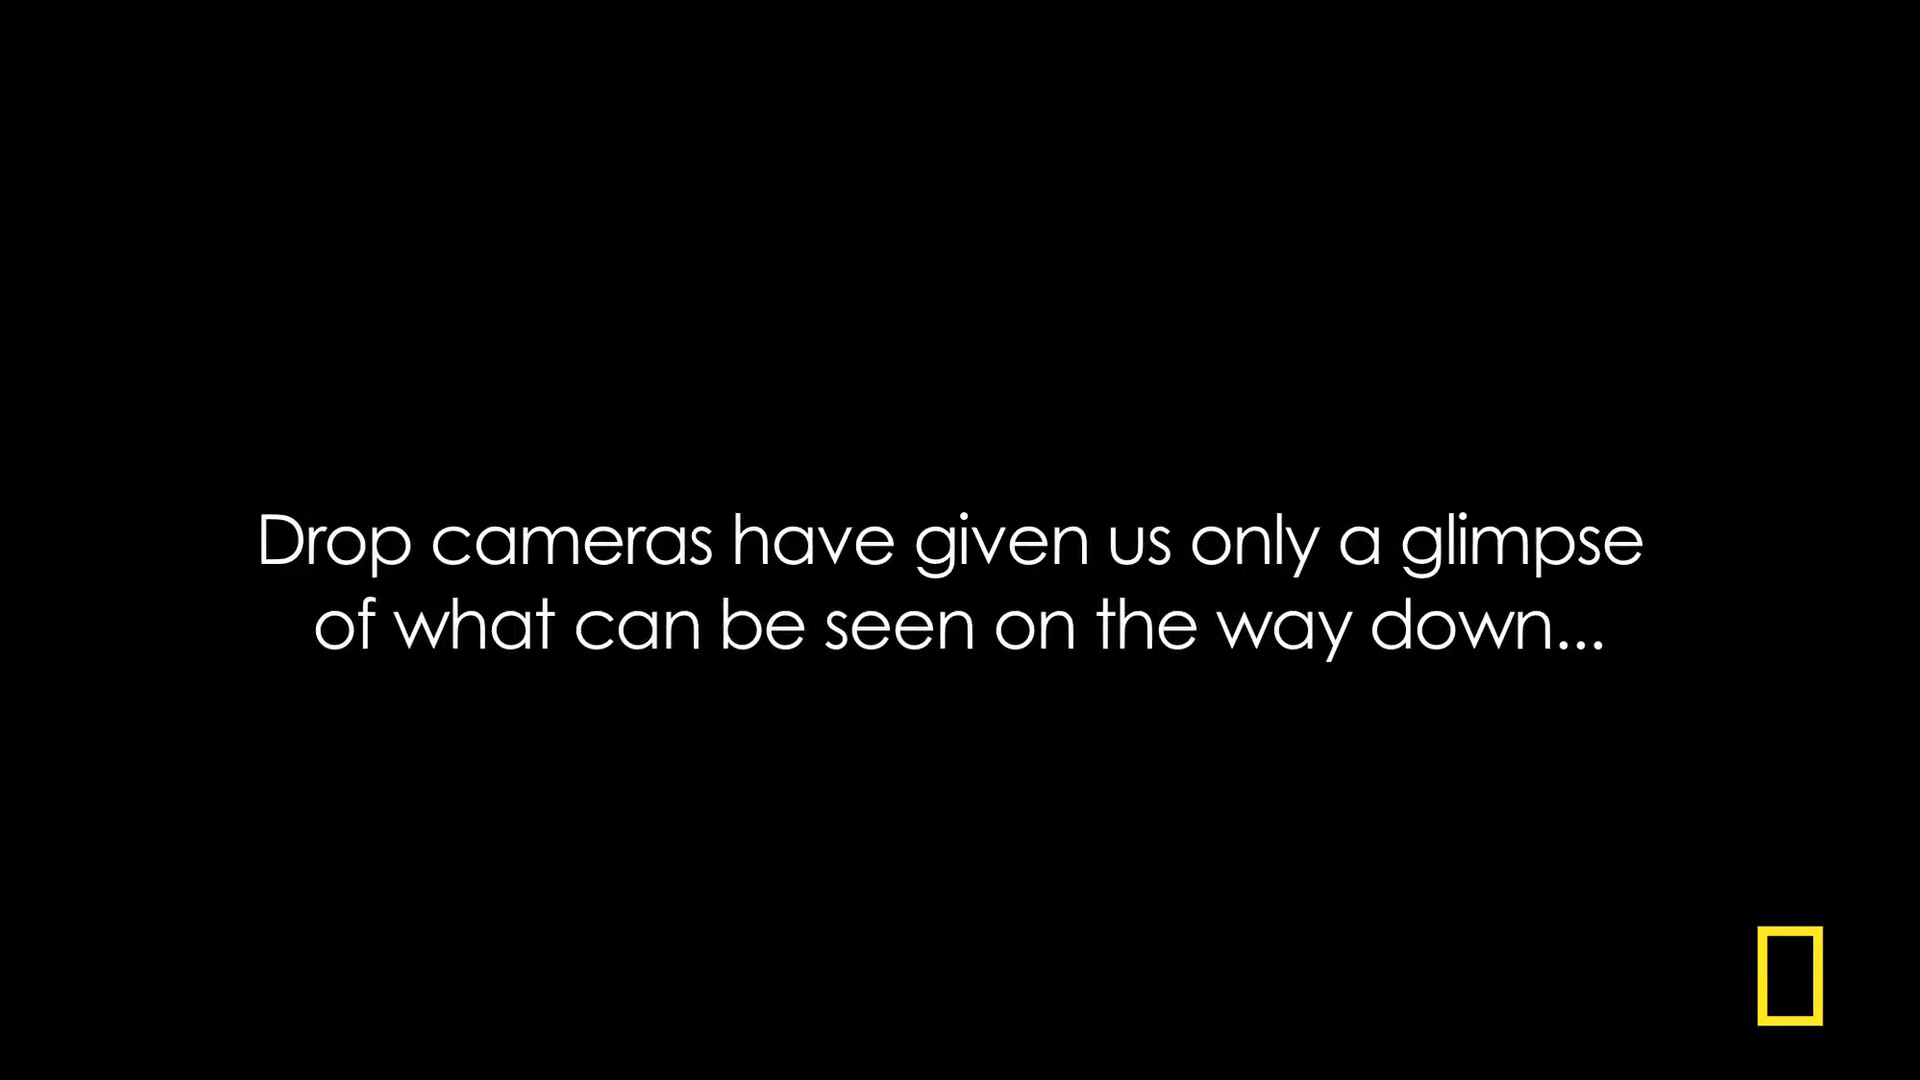 Drop cameras have given us only a glimpse
of what can be seen on the way down...